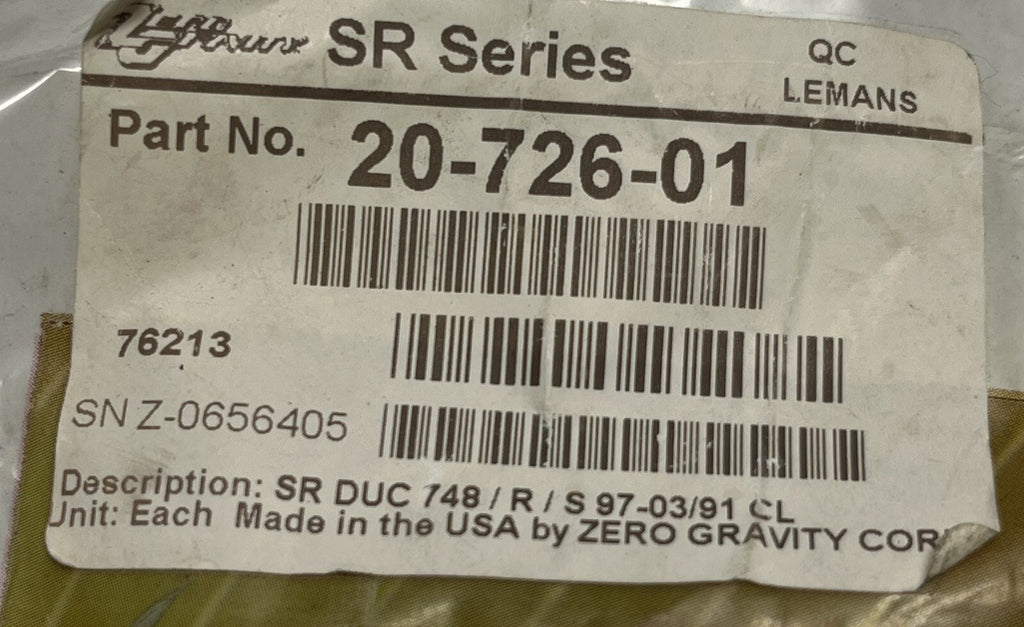 SR Series
QC
LEMANS
Part No. 20-726-01
76213
SN Z-0656405
Description: SR DUC 748 / R / S 97-03/91 CL
Unit: Each Made in the USA by ZERO GRAVITY COR